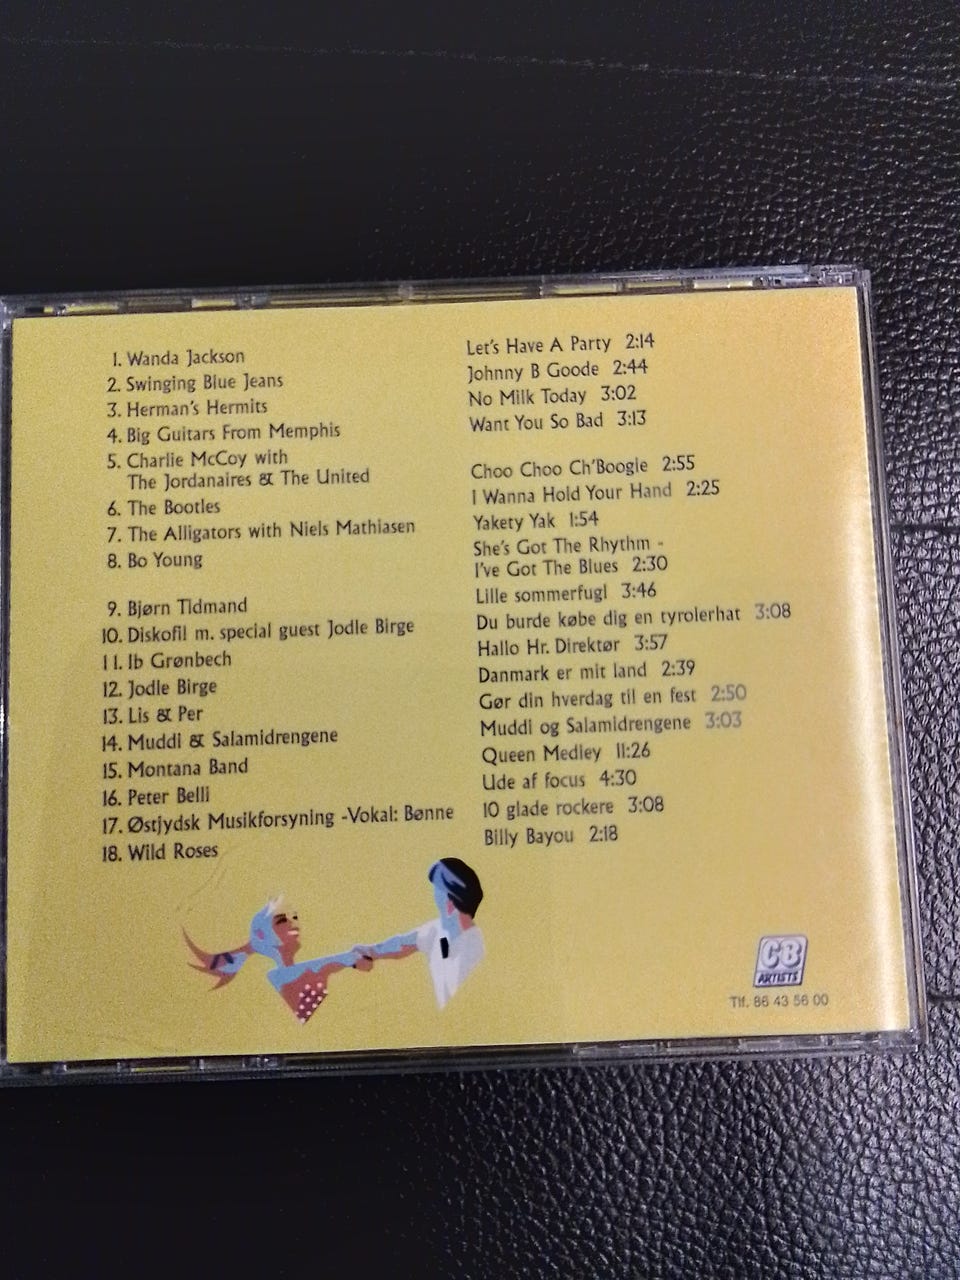 1. Wanda Jackson
2. Swinging Blue Jeans
3. Herman's Hermits
4. Big Guitars From Memphis
5. Charlie McCoy with
The Jordanaires & The United
6. The Bootles
7. The Alligators with Niels Mathiasen
8. Bo Young
9. Bjørn Tidmand
10. Diskofil m. special guest Jodle Birge
11. Ib Grønbech
12. Jodle Birge
13. Lis & Per
14. Muddi & Salamidrengene
15. Montana Band
16. Peter Belli
17. Østjydsk Musikforsyning -Vokal: Bønne
18. Wild Roses
Let's Have A Party 2:14
Johnny B Goode 2:44
No Milk Today 3:02
Want You So Bad 3:13
Choo Choo Ch'Boogie 2:55
I Wanna Hold Your Hand 2:25
Yakety Yak 1:54
She's Got The Rhythm -
I've Got The Blues 2:30
Lille sommerfugl 3:46
Du burde købe dig en tyrolerhat 3:08
Hallo Hr. Direktør 3:57
Danmark er mit land 2:39
Gør din hverdag til en fest 2:50
Muddi og Salamidrengene 3:03
Queen Medley 11:26
Ude af focus 4:30
10 glade rockere 3:08
Billy Bayou 2:18
CB
ARTISTS
Tlf. 86 43 56 00